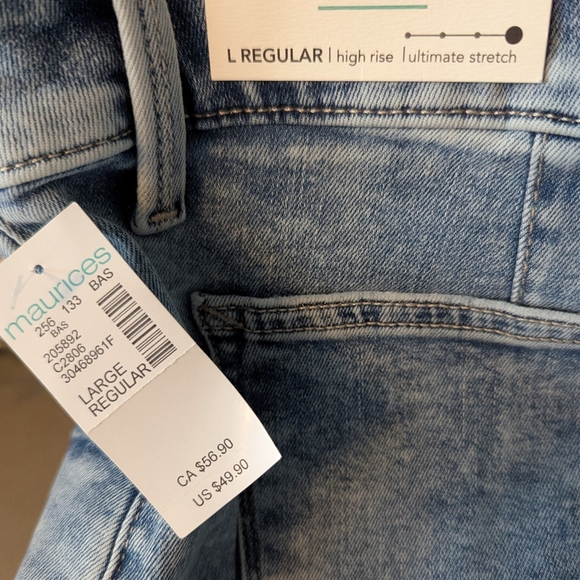 L REGULAR | high rise | ultimate stretch
maurices
256 133 BAS
BAS
205892
C2806
30468961F
LARGE
REGULAR
CA $56.90
US $49.90